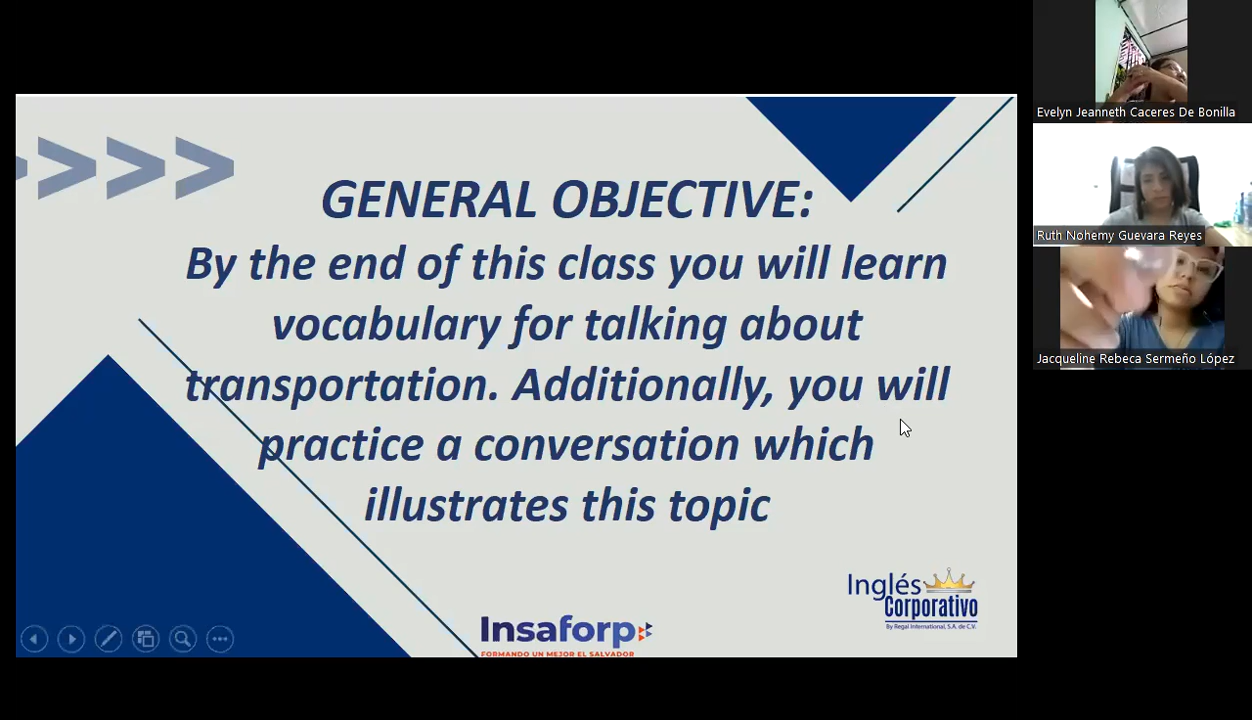 GENERAL OBJECTIVE:
By the end of this class you will learn
vocabulary for talking about
transportation. Additionally, you will
practice a conversation which
illustrates this topic
Inglés
Corporativo
By Regal International, S.A. de C.V.
Insaforp
FORMANDO UN MEJOR EL SALVADOR
Evelyn Jeanneth Caceres De Bonilla
Ruth Nohemy Guevara Reyes
Jacqueline Rebeca Sermeño López